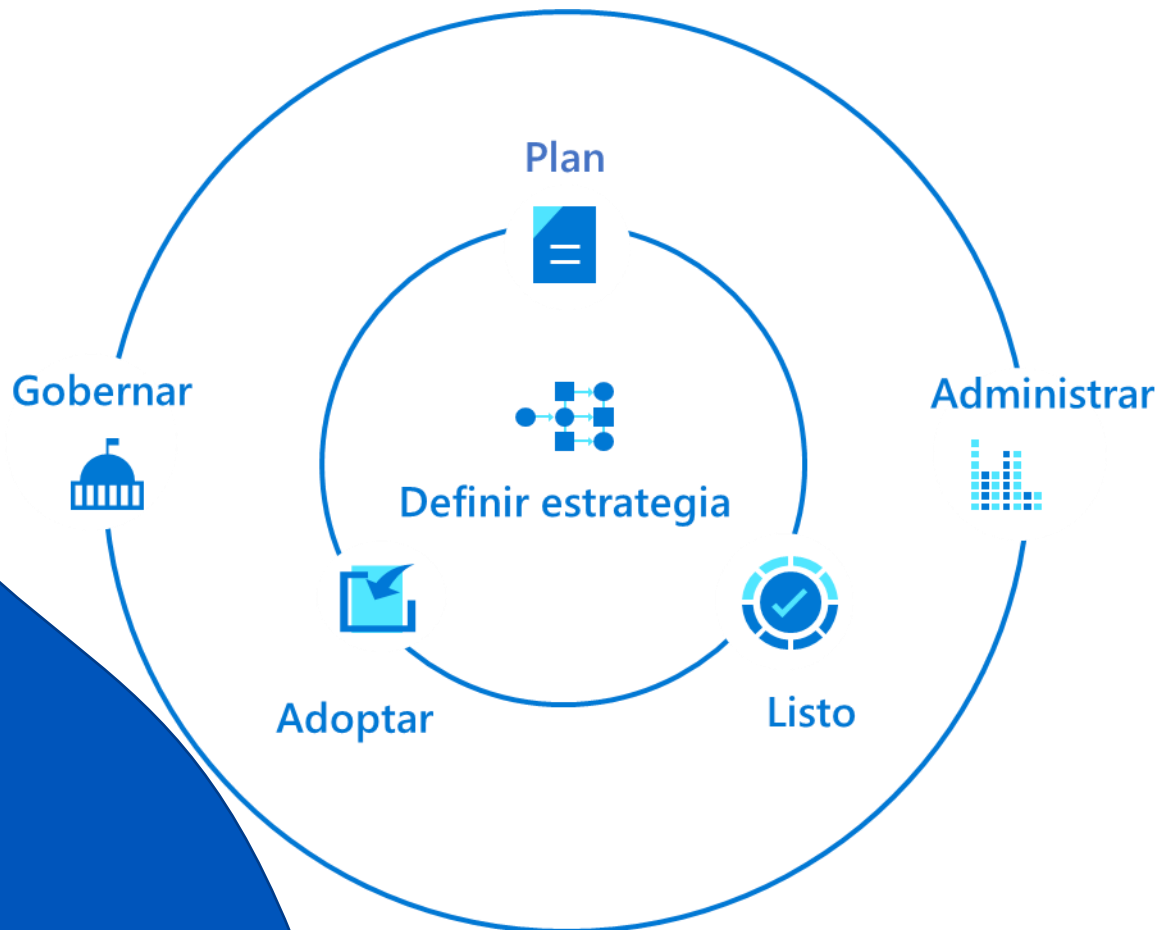 Plan
Gobernar
Administrar
Definir estrategia
Adoptar
Listo